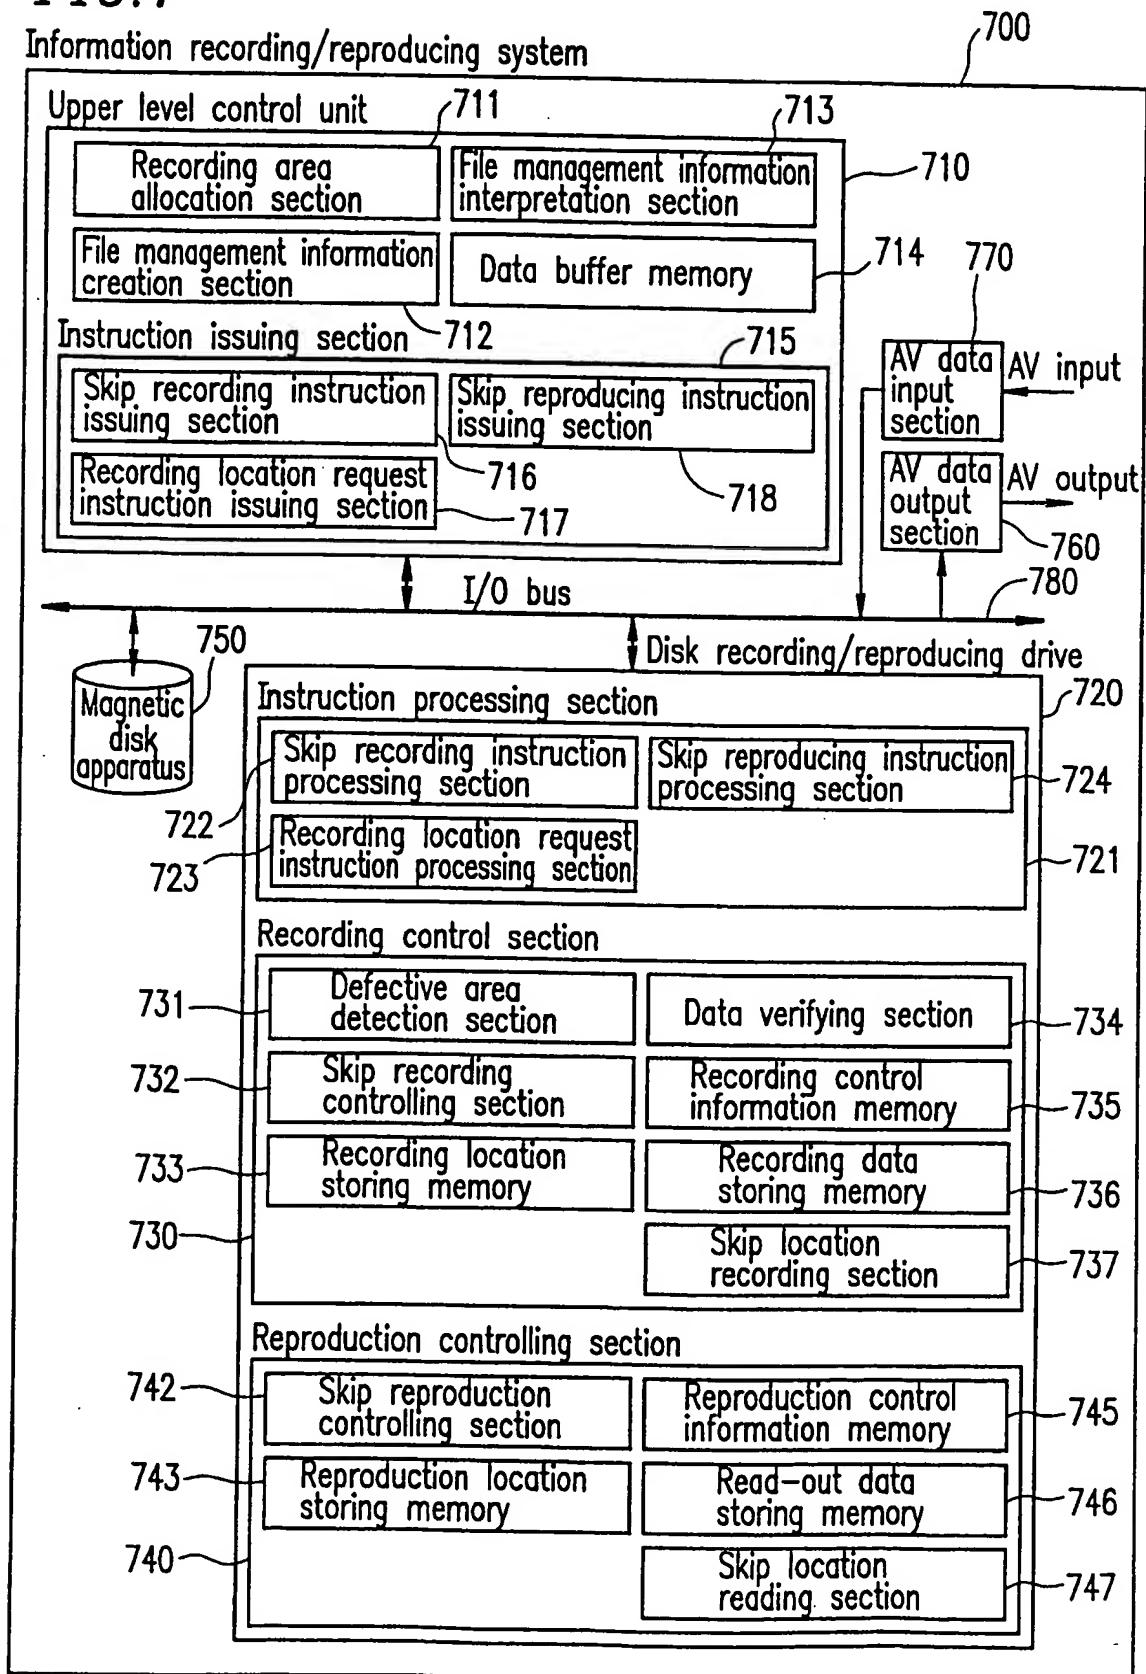 FIG.7
Information recording/reproducing system
700
Upper level control unit
711
713
Recording area
allocation section
File management information
interpretation section
710
File management information
creation section
Data buffer memory
714
770
712
Instruction issuing section
715
AV data
input
section
AV input
Skip recording instruction
issuing section
Skip reproducing instruction
issuing section
716
718
AV data
output
section
AV output
Recording location request
instruction issuing section
717
760
I/O bus
780
750
Disk recording/reproducing drive
Magnetic
disk
apparatus
Instruction processing section
720
Skip recording instruction
processing section
Skip reproducing instruction
processing section
724
722
Recording location request
instruction processing section
723
721
Recording control section
731
Defective area
detection section
Data verifying section
734
732
Skip recording
controlling section
Recording control
information memory
735
733
Recording location
storing memory
Recording data
storing memory
736
730
Skip location
recording section
737
Reproduction controlling section
742
Skip reproduction
controlling section
Reproduction control
information memory
745
743
Reproduction location
storing memory
Read-out data
storing memory
746
740
Skip location
reading section
747